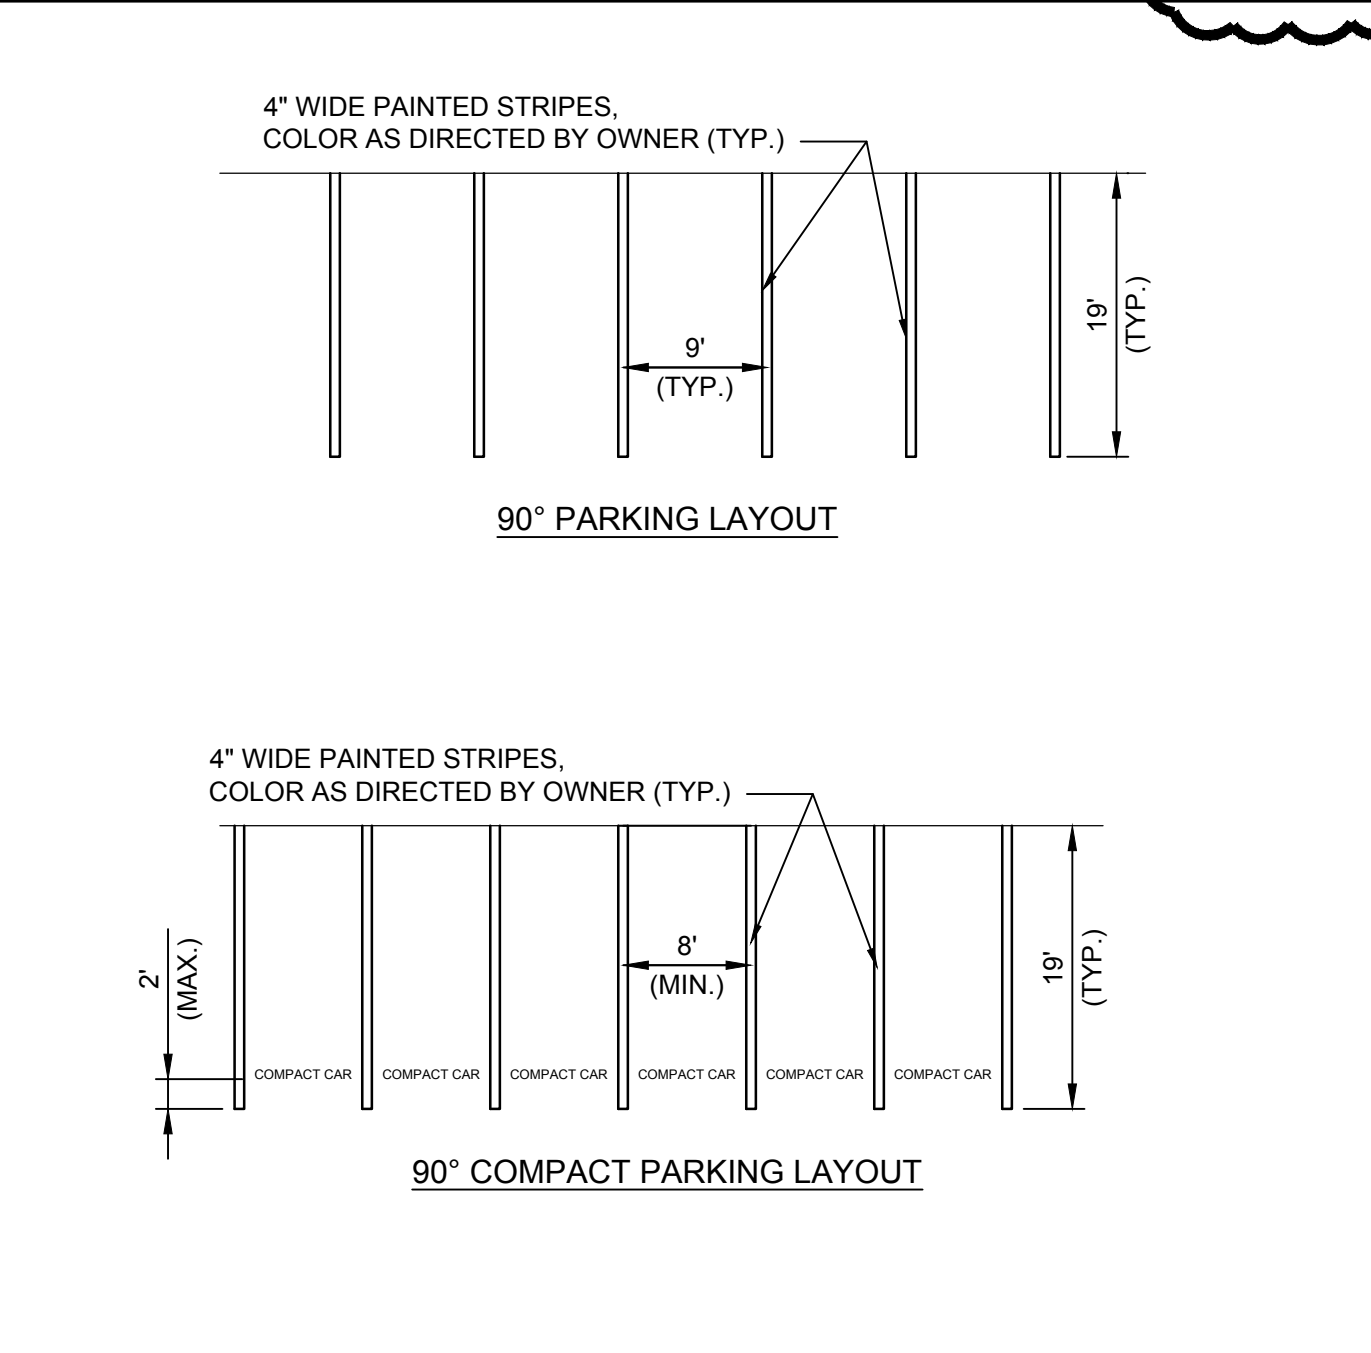 4" WIDE PAINTED STRIPES,
COLOR AS DIRECTED BY OWNER (TYP.)
9'
(TYP.)
19'
(TYP.)
90° PARKING LAYOUT
4" WIDE PAINTED STRIPES,
COLOR AS DIRECTED BY OWNER (TYP.)
2'
(MAX.)
8'
(MIN.)
19'
(TYP.)
COMPACT CAR COMPACT CAR COMPACT CAR COMPACT CAR COMPACT CAR COMPACT CAR
90° COMPACT PARKING LAYOUT